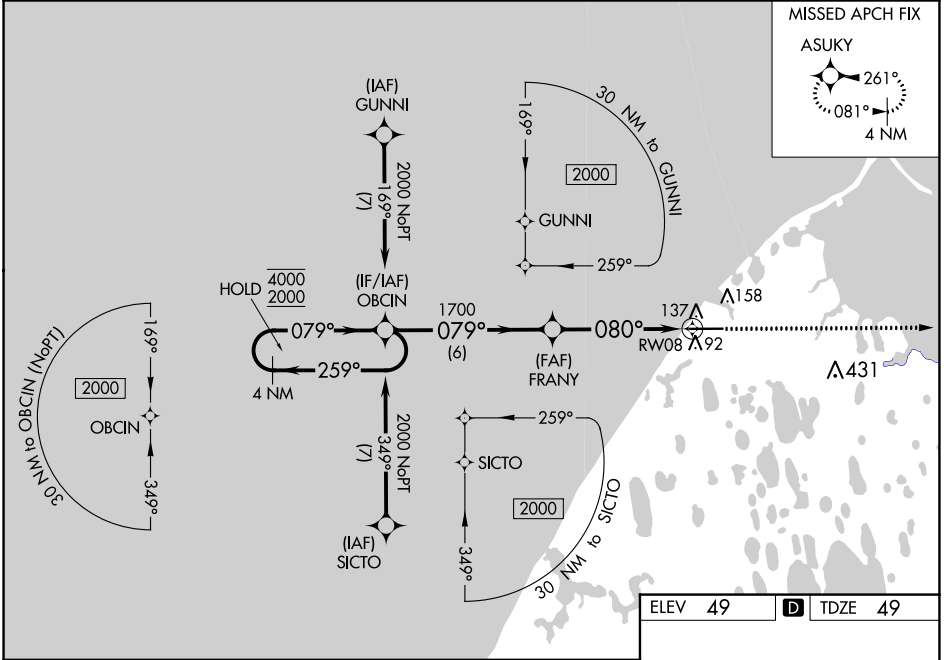 MISSED APCH FIX
ASUKY
261°
081°
4 NM
(IAF)
GUNNI
2000 NoPT
169°
(7)
30 NM to GUNNI
169°
2000
GUNNI
259°
HOLD
4000
2000
(IF/IAF)
OBCIN
079°
259°
4 NM
1700
079°
(6)
(FAF)
FRANY
080°
RW08
137
158
92
431
30 NM to OBCIN (NoPT)
169°
2000
OBCIN
349°
2000 NoPT
349°
(7)
(IAF)
SICTO
259°
SICTO
2000
349°
30 NM to SICTO
ELEV 49
D
TDZE 49